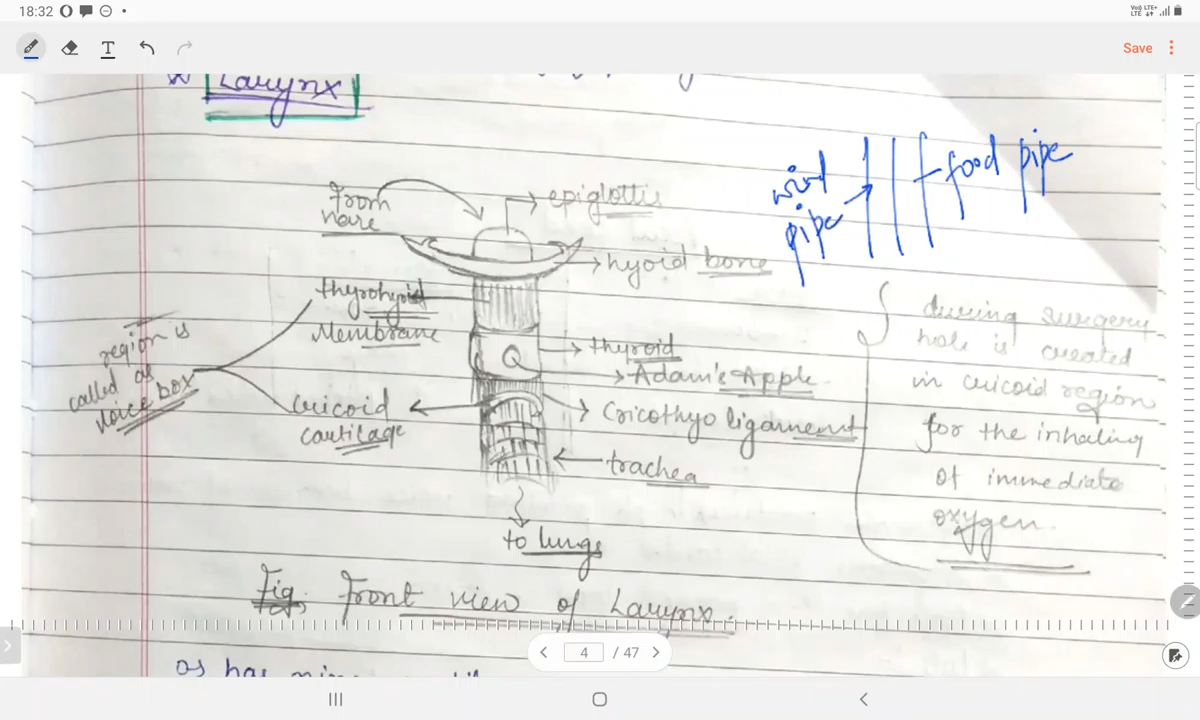 18:32
Save
Larynx
wind
pipe
food pipe
From
nare
epiglottis
hyoid bone
thyrohyoid
Membrane
thyroid
Adam's Apple
region is
called as
voice box
cricoid
cartilage
Cricothyo ligament
trachea
to lungs
during surgery
hole is created
in cricoid region
for the inhaling
of immediate
oxygen.
Fig. Front view of Larynx.
4 / 47